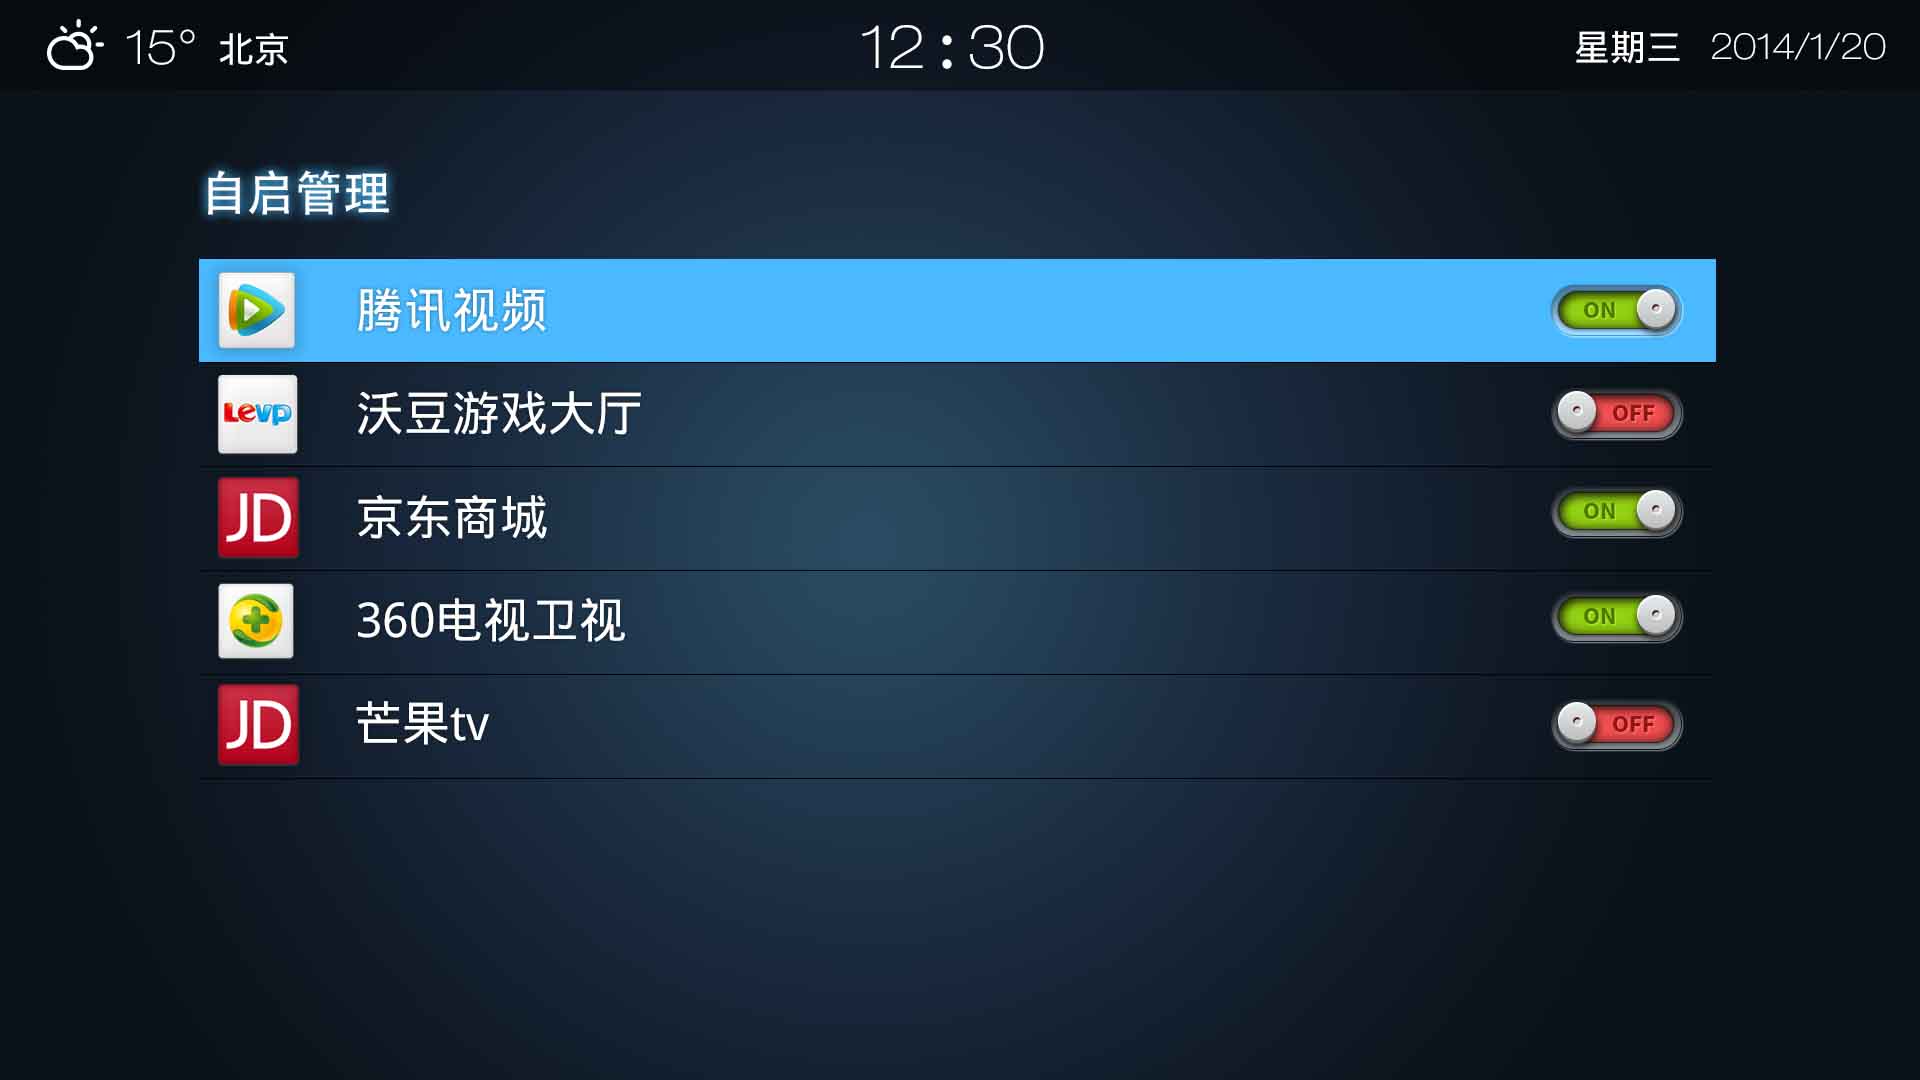 15° 北京
12:30
星期三 2014/1/20
自启管理
腾讯视频 ON
Levp 沃豆游戏大厅 OFF
JD 京东商城 ON
360电视卫视 ON
JD 芒果tv OFF